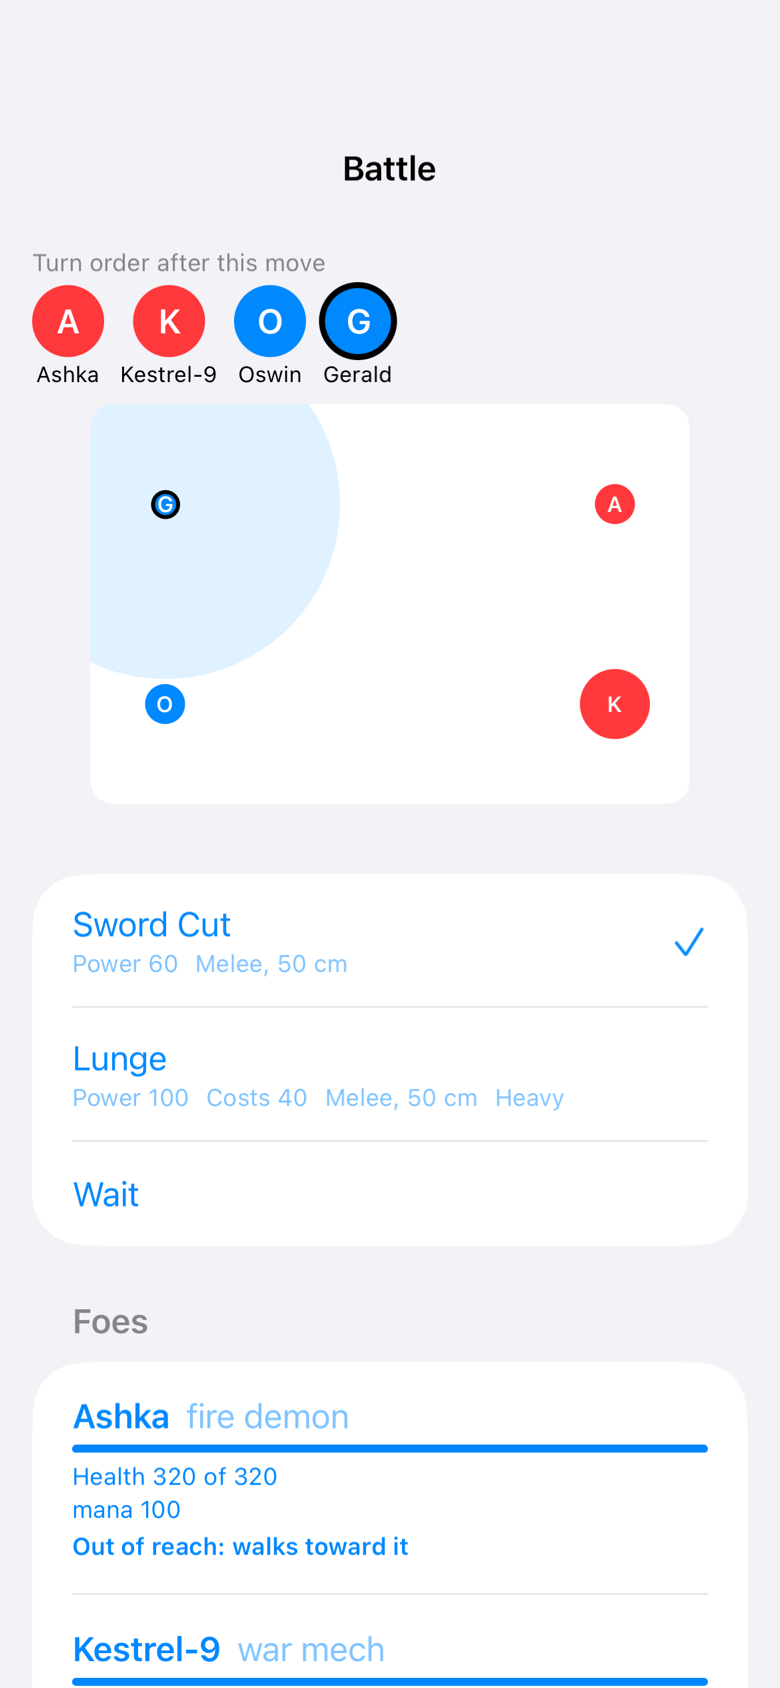 Battle
Turn order after this move
A K O G
Ashka Kestrel-9 Oswin Gerald
G A
O K
Sword Cut
Power 60 Melee, 50 cm
Lunge
Power 100 Costs 40 Melee, 50 cm Heavy
Wait
Foes
Ashka fire demon
Health 320 of 320
mana 100
Out of reach: walks toward it
Kestrel-9 war mech